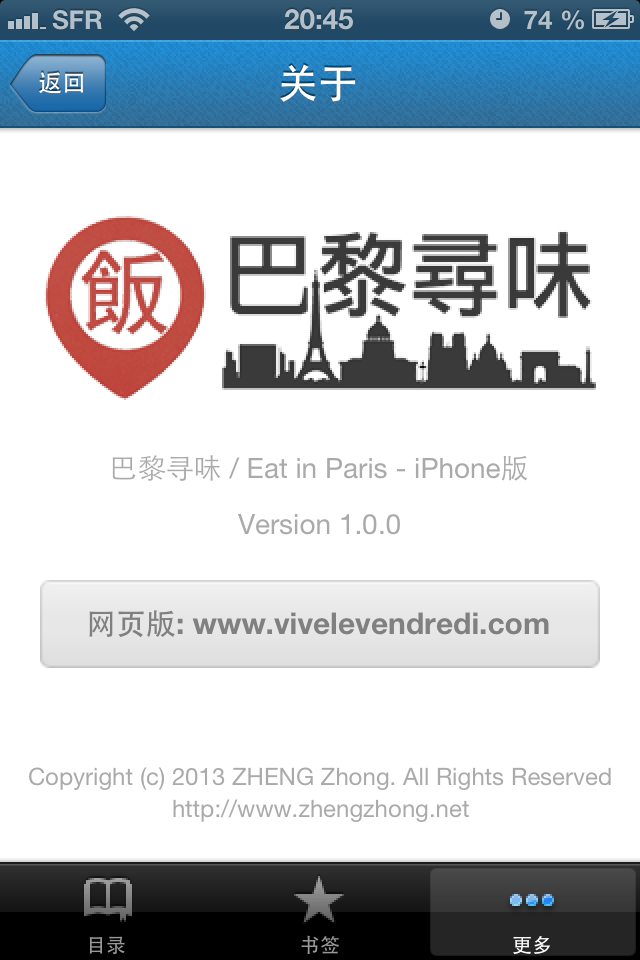 SFR 20:45 74 %
返回 关于
飯 巴黎尋味
巴黎寻味 / Eat in Paris - iPhone版
Version 1.0.0
网页版: www.vivelevendredi.com
Copyright (c) 2013 ZHENG Zhong. All Rights Reserved
http://www.zhengzhong.net
目录 书签 更多